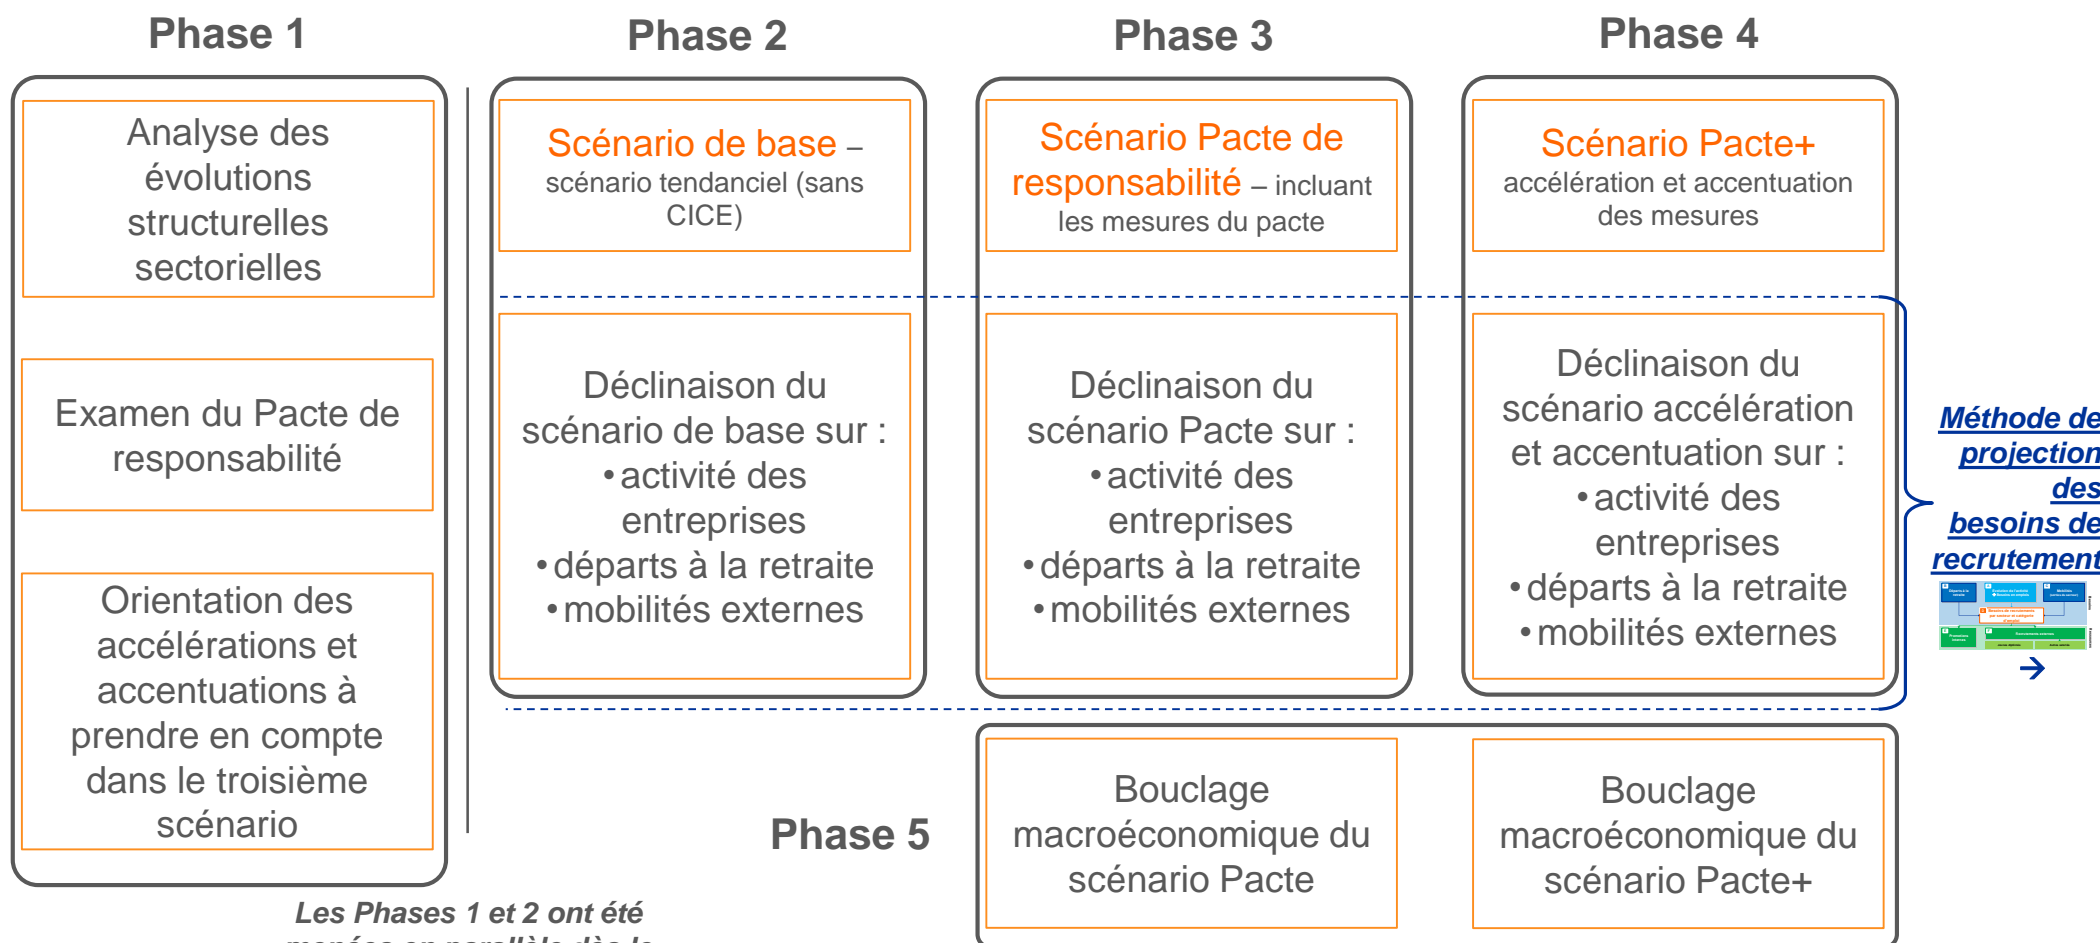 Phase 1
Analyse des
évolutions
structurelles
sectorielles
Examen du Pacte de
responsabilité
Orientation des
accélérations et
accentuations à
prendre en compte
dans le troisième
scénario
Les Phases 1 et 2 ont été
menées en parallèle dès le
Phase 2
Scénario de base –
scénario tendanciel (sans
CICE)
Déclinaison du
scénario de base sur :
•activité des
entreprises
•départs à la retraite
•mobilités externes
Phase 3
Scénario Pacte de
responsabilité – incluant
les mesures du pacte
Déclinaison du
scénario Pacte sur :
•activité des
entreprises
•départs à la retraite
•mobilités externes
Phase 4
Scénario Pacte+
accélération et accentuation
des mesures
Déclinaison du
scénario accélération
et accentuation sur :
•activité des
entreprises
•départs à la retraite
•mobilités externes
Méthode de
projection
des
besoins de
recrutement
→
Phase 5
Bouclage
macroéconomique du
scénario Pacte
Bouclage
macroéconomique du
scénario Pacte+